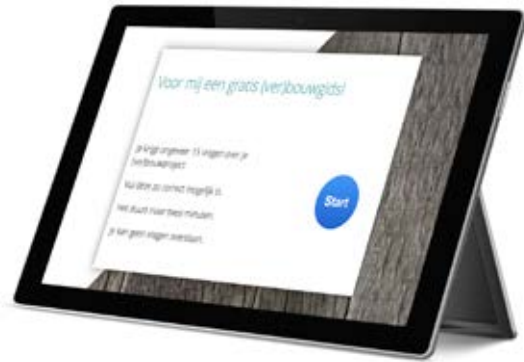 Voor mij een gratis (ver)bouwgids!
Je krijgt ongeveer 15 vragen over je
(ver)bouwproject.
Vul deze zo correct mogelijk in.
Het duurt maar twee minuten.
Je kan geen vragen overslaan.
Start